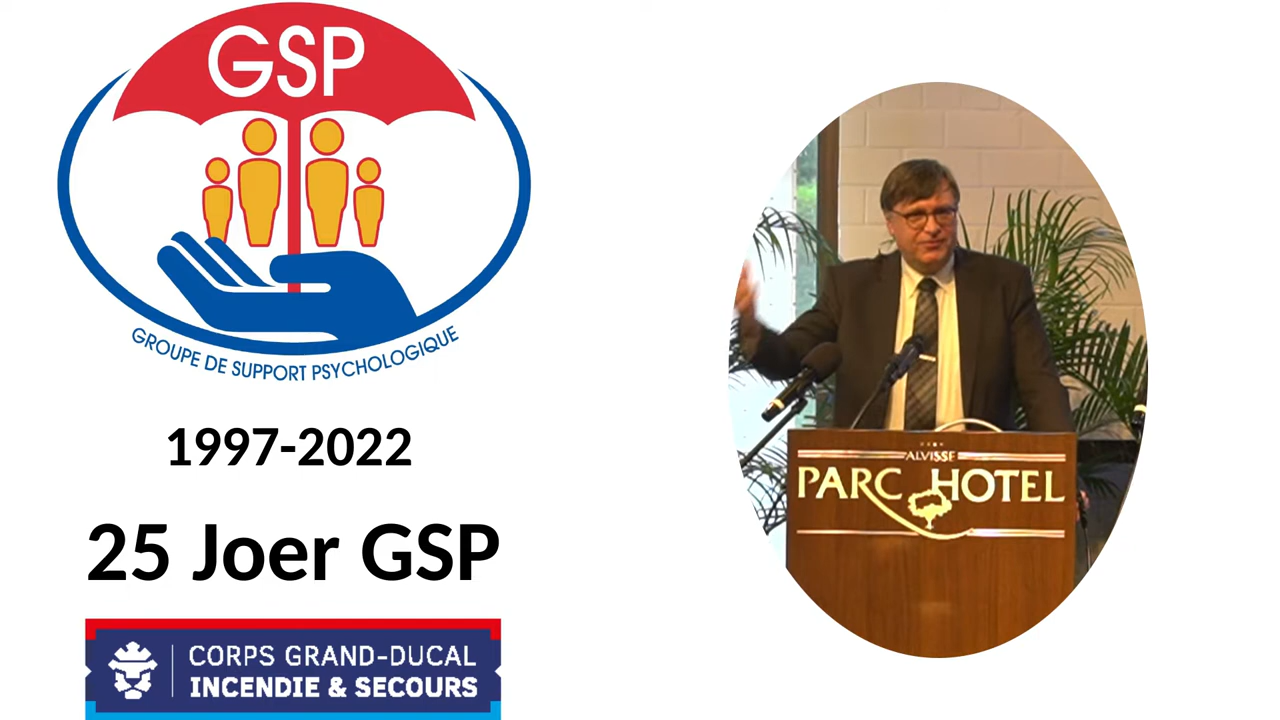 GSP
GROUPE DE SUPPORT PSYCHOLOGIQUE
1997-2022
25 Joer GSP
CORPS GRAND-DUCAL
INCENDIE & SECOURS
ALVISSE
PARC HOTEL